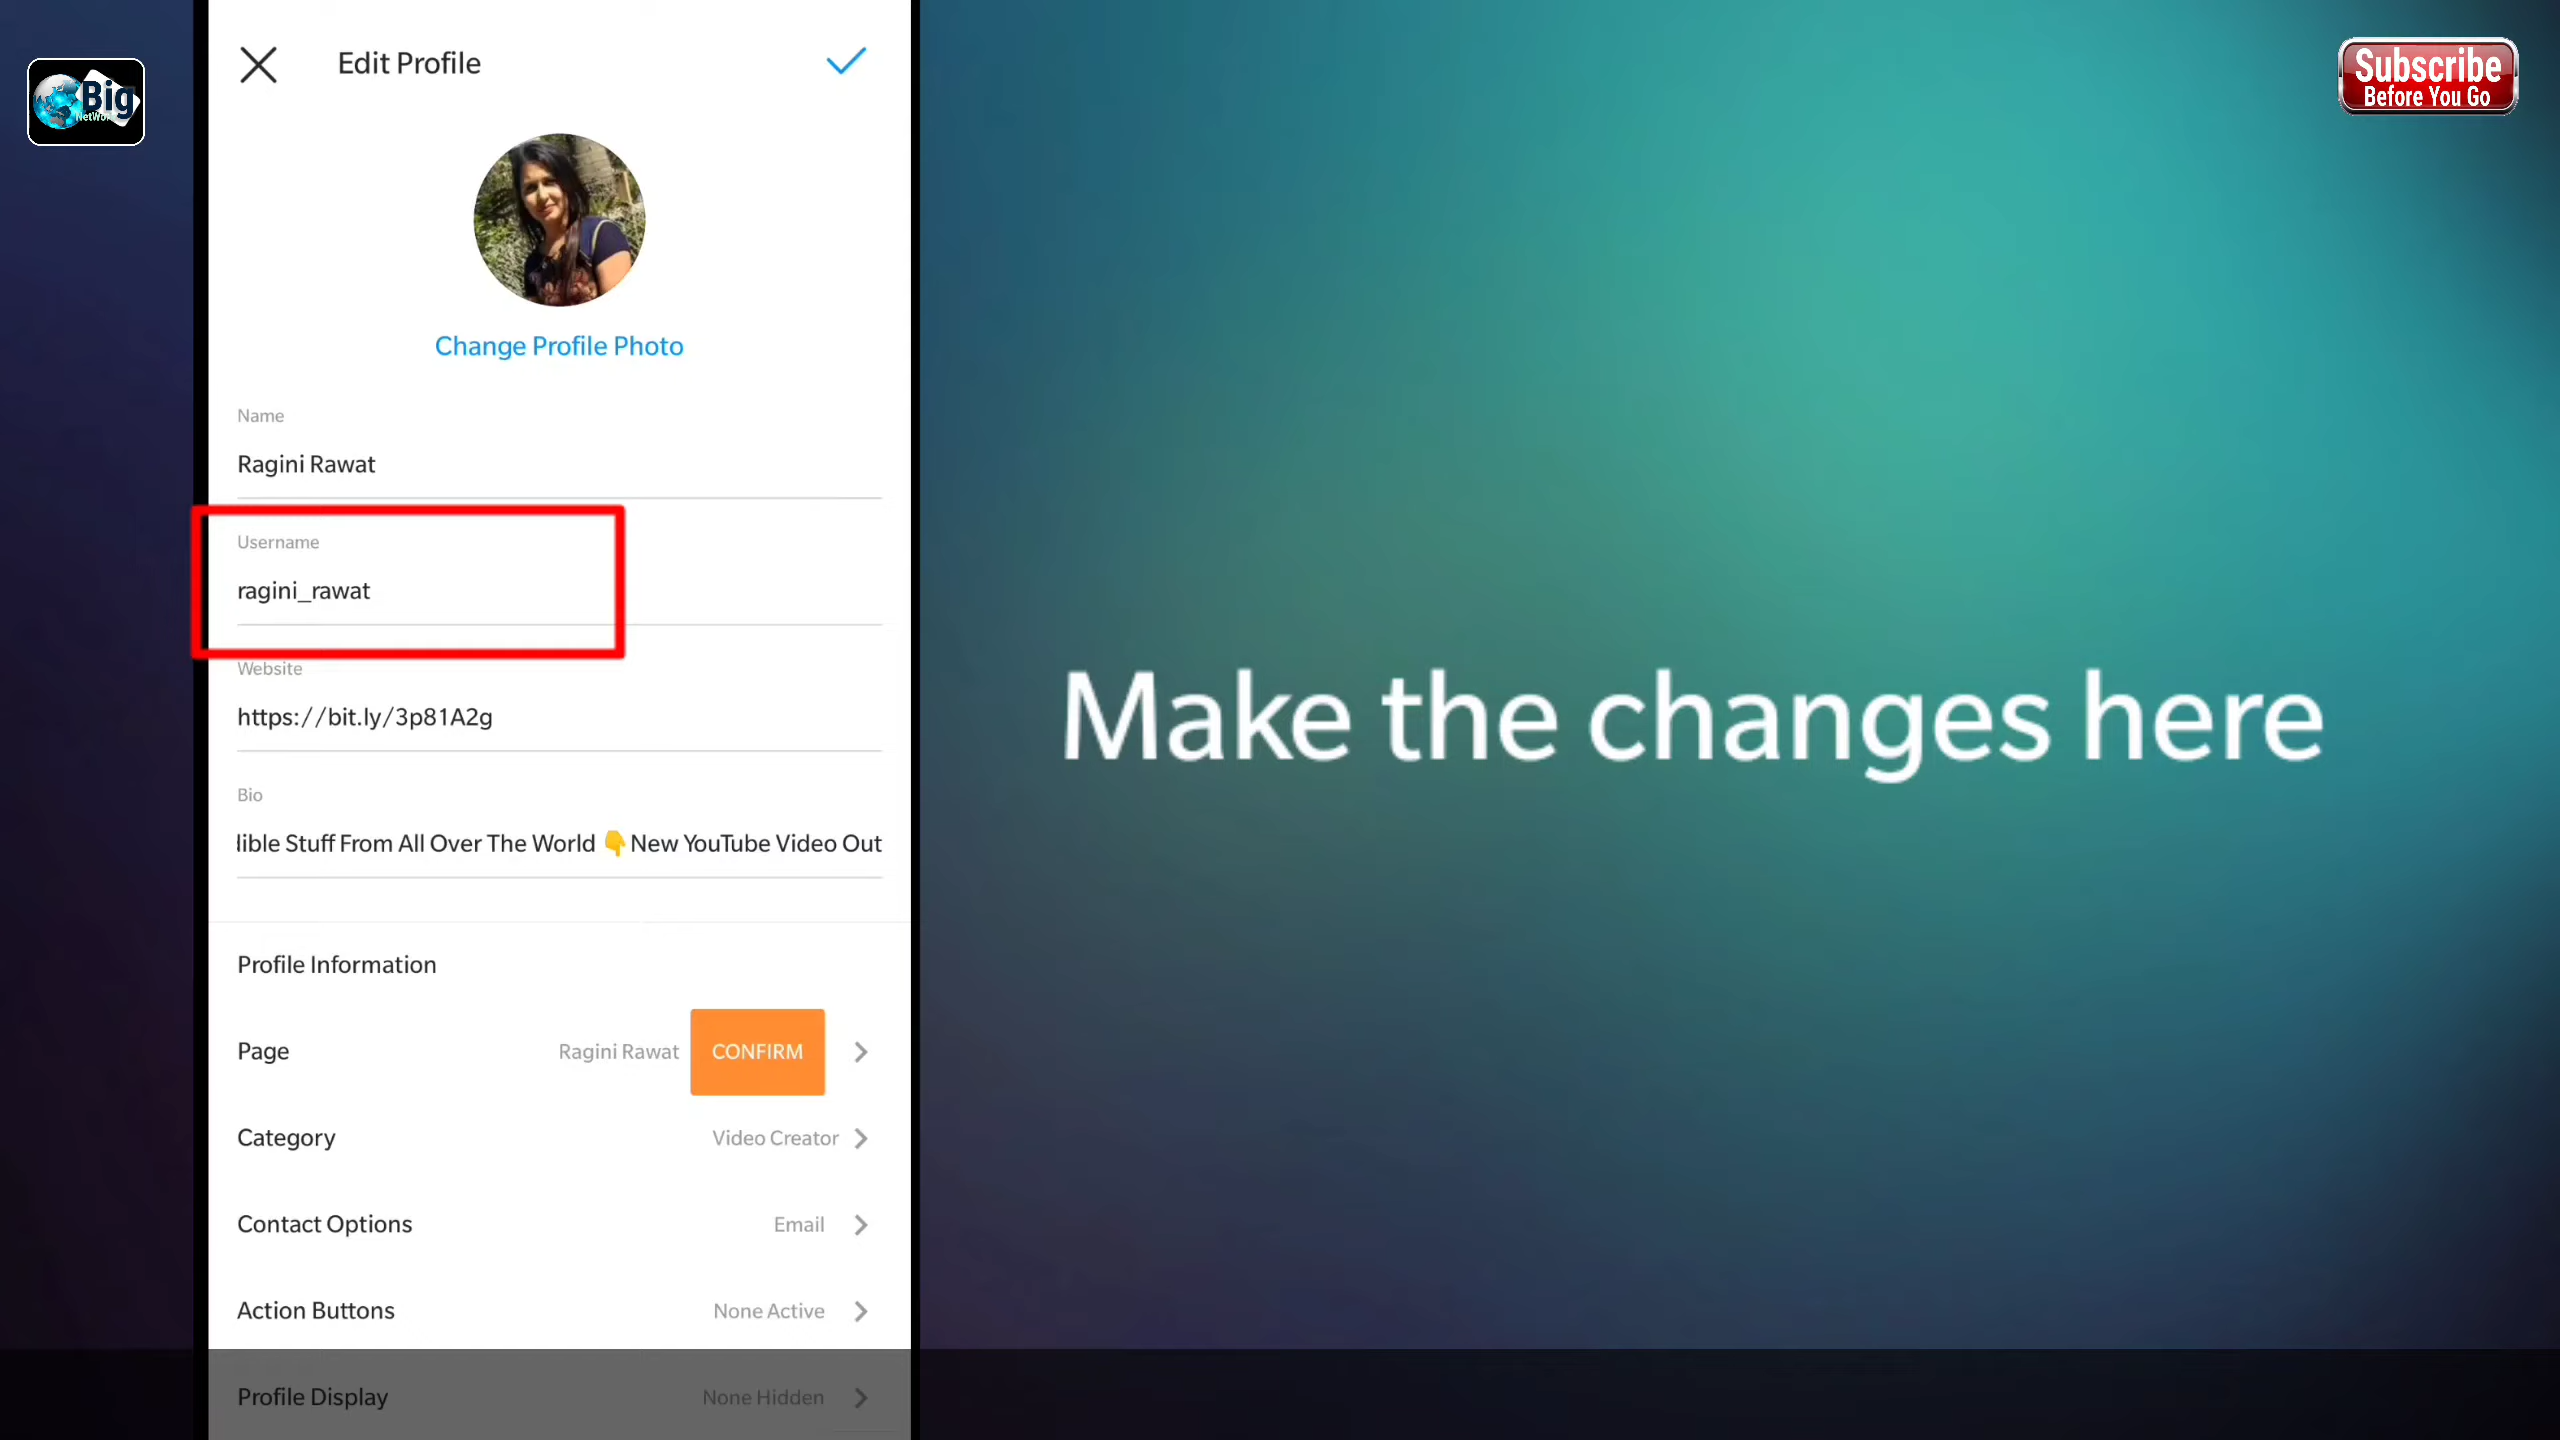 Big
NetWor
Edit Profile
Subscribe
Before You Go
Change Profile Photo
Name
Ragini Rawat
Username
ragini_rawat
Website
https://bit.ly/3p81A2g
Bio
dible Stuff From All Over The World 👇New YouTube Video Out
Make the changes here
Profile Information
Page Ragini Rawat CONFIRM
Category Video Creator
Contact Options Email
Action Buttons None Active
Profile Display None Hidden